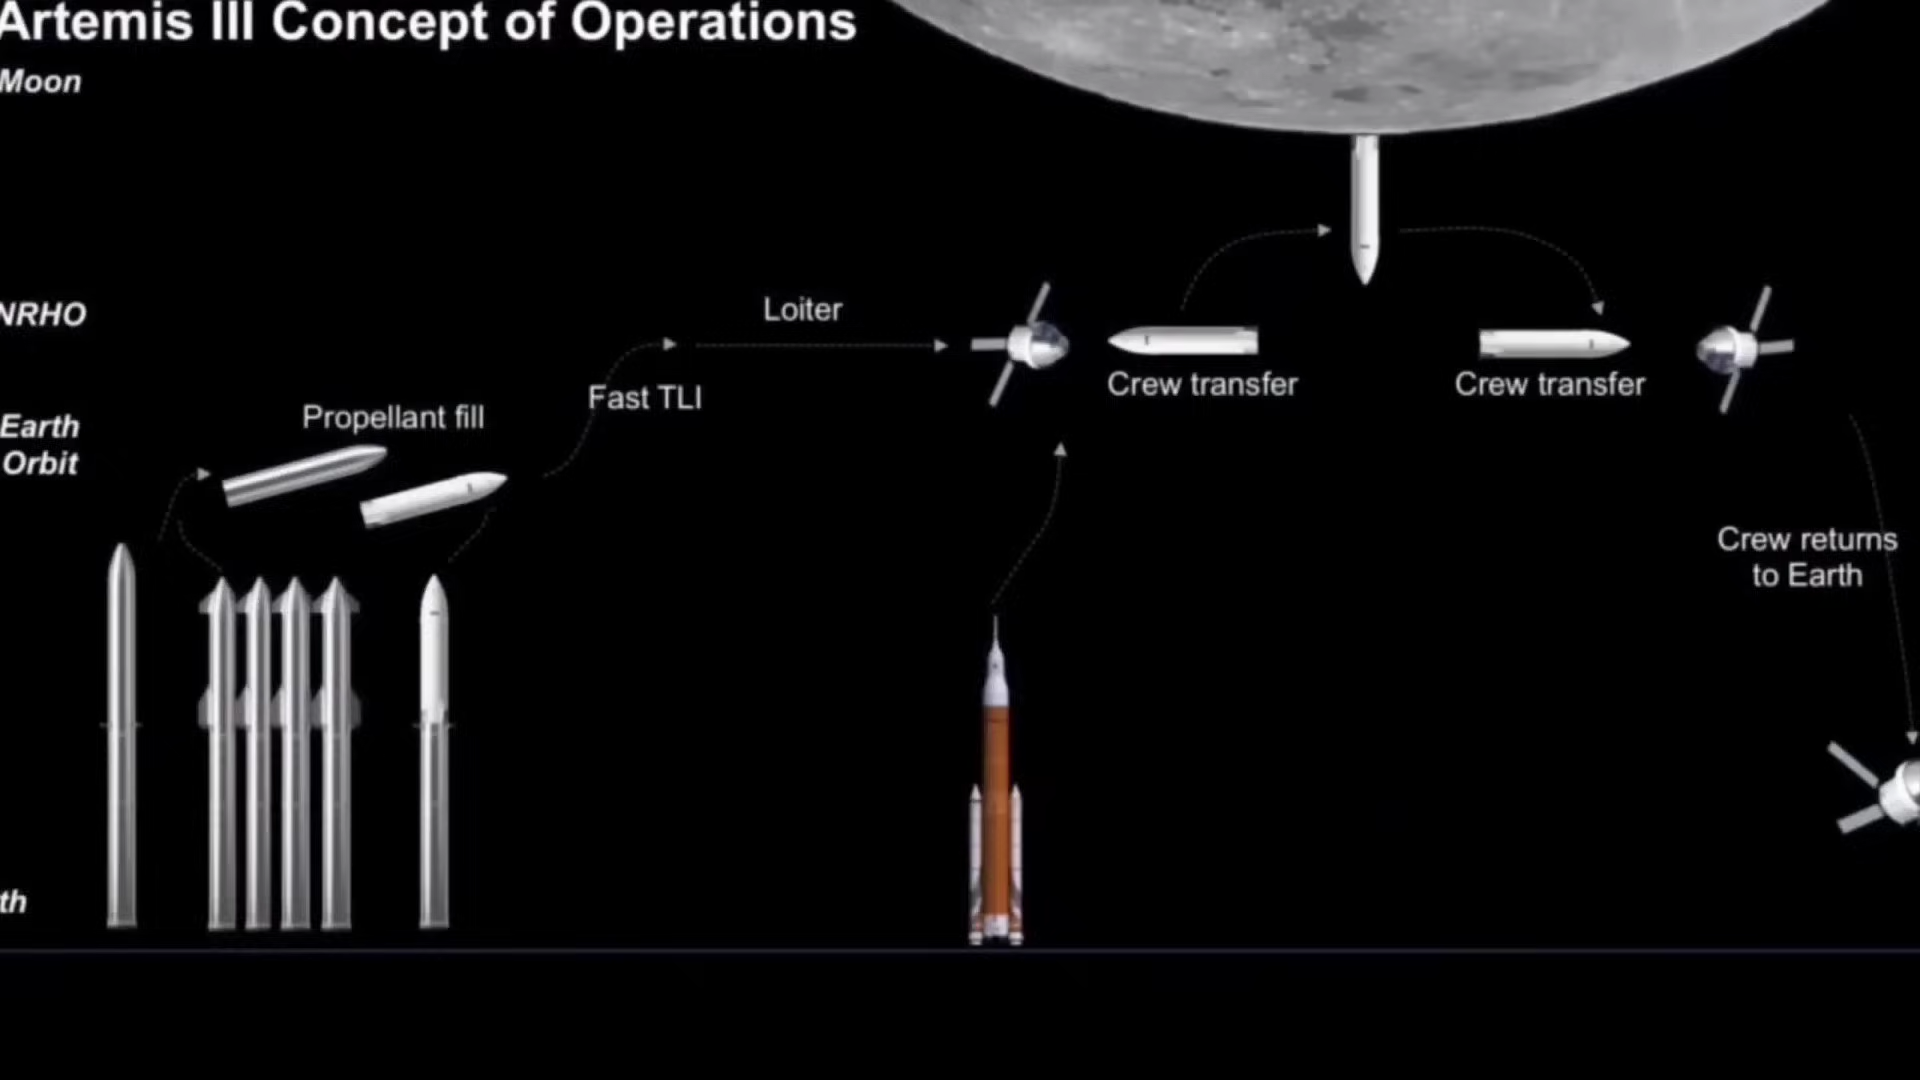 Artemis III Concept of Operations
Moon
NRHO
Loiter
Crew transfer
Crew transfer
Fast TLI
Propellant fill
Earth
Orbit
Crew returns
to Earth
th